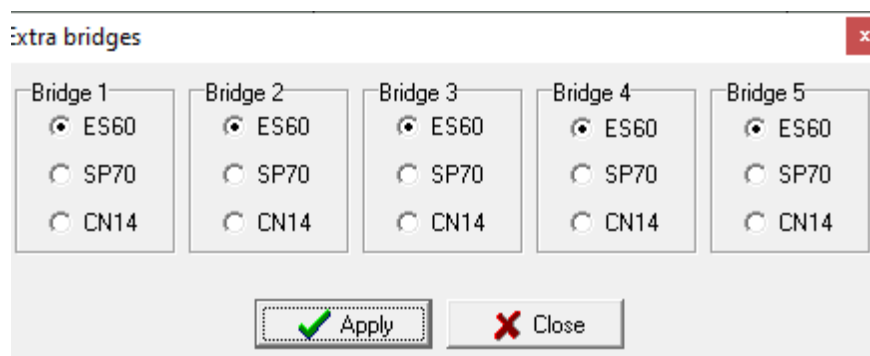 Extra bridges
x
Bridge 1 Bridge 2 Bridge 3 Bridge 4 Bridge 5
ES60 ES60 ES60 ES60 ES60
SP70 SP70 SP70 SP70 SP70
CN14 CN14 CN14 CN14 CN14
Apply Close